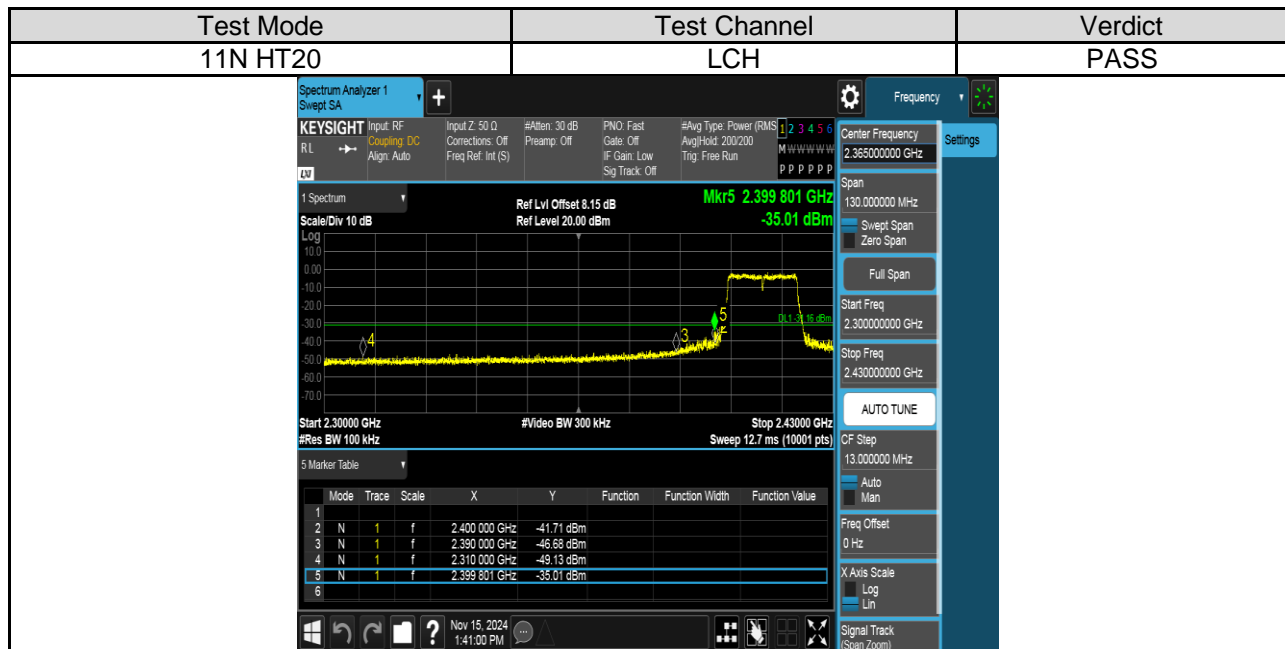 Test Mode Test Channel Verdict
11N HT20 LCH PASS
Spectrum Analyzer 1
Swept SA
+
Frequency
KEYSIGHT Input: RF Input Z: 50 Ω #Atten: 30 dB PNO: Fast #Avg Type: Power (RMS 1 2 3 4 5 6
RL Coupling: DC Corrections: Off Preamp: Off Gate: Off Avg|Hold: 200/200 M W W W W W
Align: Auto Freq Ref: Int (S) IF Gain: Low Trig: Free Run
LXI Sig Track: Off P P P P P P
1 Spectrum
Ref Lvl Offset 8.15 dB
Mkr5 2.399 801 GHz
Scale/Div 10 dB Ref Level 20.00 dBm -35.01 dBm
Log
10.0
0.00
-10.0
-20.0
-30.0
-40.0
-50.0
-60.0
-70.0
4
3
5
Start 2.30000 GHz #Video BW 300 kHz Stop 2.43000 GHz
#Res BW 100 kHz Sweep 12.7 ms (10001 pts)
5 Marker Table
Mode Trace Scale X Y Function Function Width Function Value
1
2 N 1 f 2.400 000 GHz -41.71 dBm
3 N 1 f 2.390 000 GHz -46.68 dBm
4 N 1 f 2.310 000 GHz -49.13 dBm
5 N 1 f 2.399 801 GHz -35.01 dBm
6
?
Nov 15, 2024
1:41:00 PM
Center Frequency
2.365000000 GHz
Settings
Span
130.000000 MHz
Swept Span
Zero Span
Full Span
Start Freq
2.300000000 GHz
Stop Freq
2.430000000 GHz
AUTO TUNE
CF Step
13.000000 MHz
Auto
Man
Freq Offset
0 Hz
X Axis Scale
Log
Lin
Signal Track
(Span Zoom)